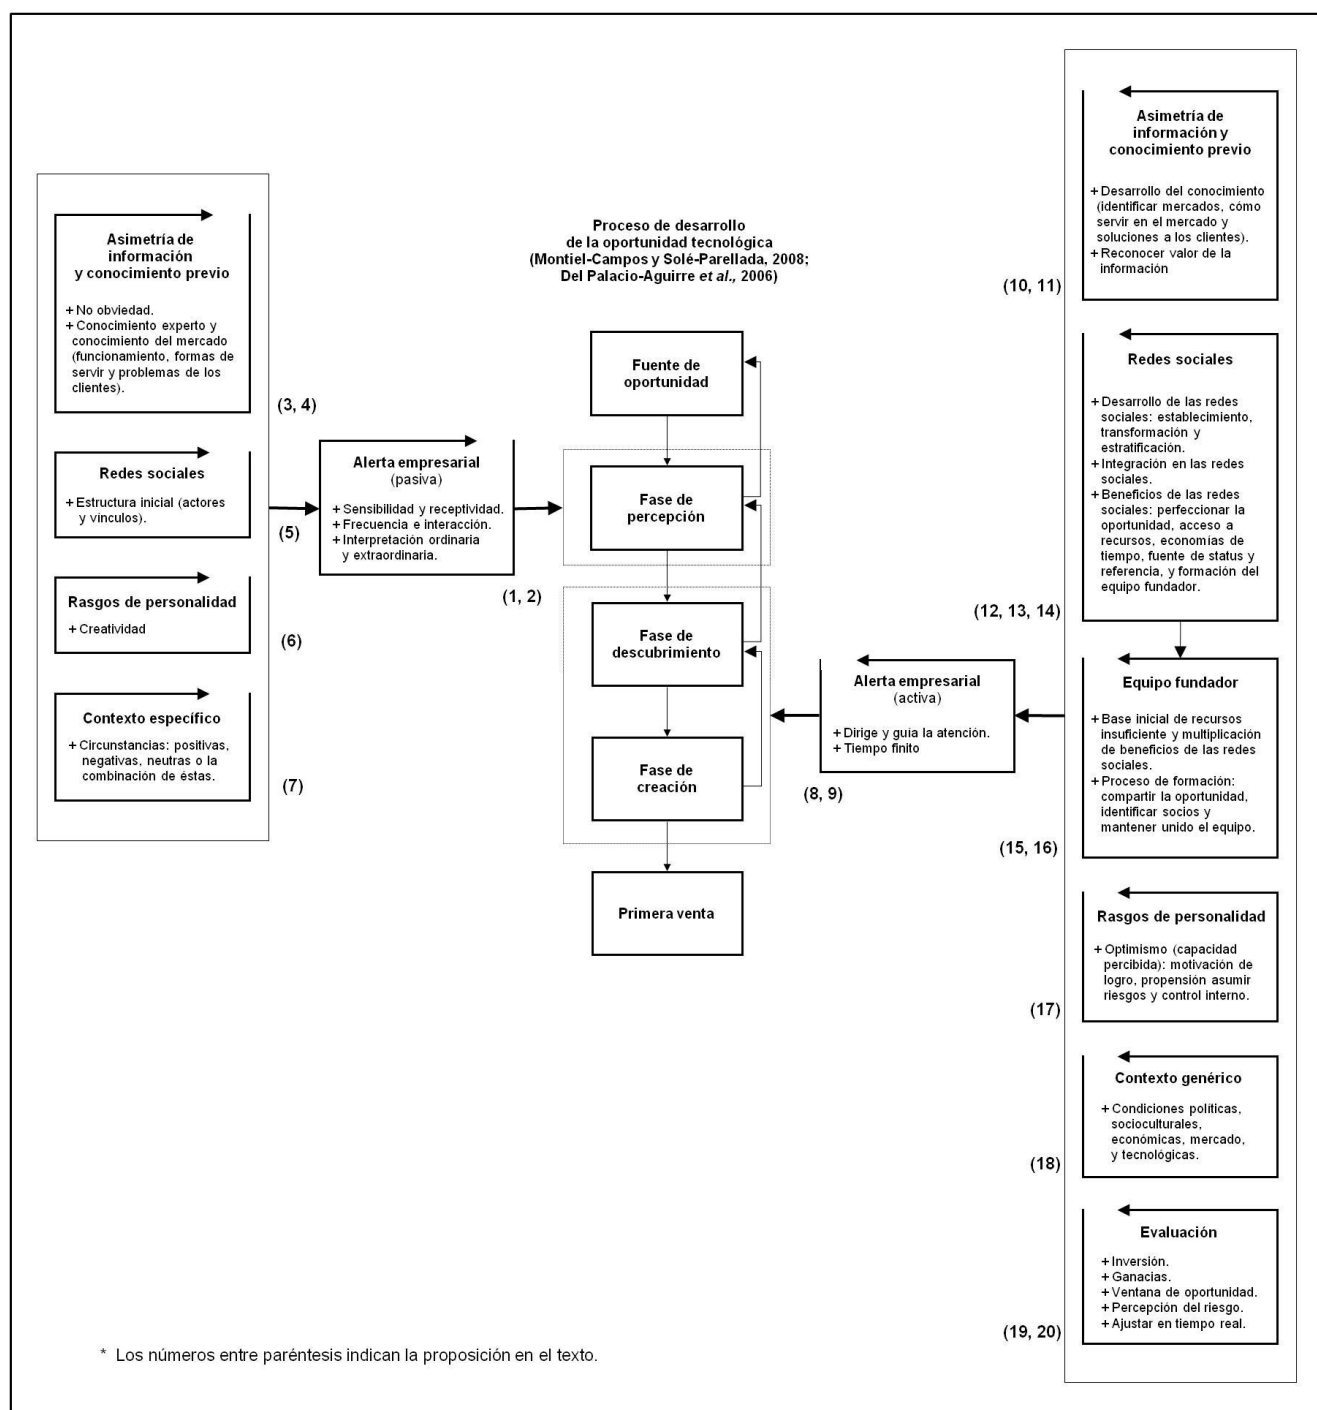 Asimetría de
información
y conocimiento previo
+ No obviedad.
+ Conocimiento experto y
conocimiento del mercado
(funcionamiento, formas de
servir y problemas de los
clientes).
(3, 4)
Redes sociales
+ Estructura inicial (actores
y vínculos).
(5)
Rasgos de personalidad
+ Creatividad
(6)
Contexto específico
+ Circunstancias: positivas,
negativas, neutras o la
combinación de éstas.
(7)
Alerta empresarial
(pasiva)
+ Sensibilidad y receptividad.
+ Frecuencia e interacción.
+ Interpretación ordinaria
y extraordinaria.
(1, 2)
Proceso de desarrollo
de la oportunidad tecnológica
(Montiel-Campos y Solé-Parellada, 2008;
Del Palacio-Aguirre et al., 2006)
Fuente de
oportunidad
Fase de
percepción
Fase de
descubrimiento
Fase de
creación
Primera venta
Alerta empresarial
(activa)
+ Dirige y guía la atención.
+ Tiempo finito
(8, 9)
Asimetría de
información y
conocimiento previo
+ Desarrollo del conocimiento
(identificar mercados, cómo
servir en el mercado y
soluciones a los clientes).
+ Reconocer valor de la
información
(10, 11)
Redes sociales
+ Desarrollo de las redes
sociales: establecimiento,
transformación y
estratificación.
+ Integración en las redes
sociales.
+ Beneficios de las redes
sociales: perfeccionar la
oportunidad, acceso a
recursos, economías de
tiempo, fuente de status y
referencia, y formación del
equipo fundador.
(12, 13, 14)
Equipo fundador
+ Base inicial de recursos
insuficiente y multiplicación
de beneficios de las redes
sociales.
+ Proceso de formación:
compartir la oportunidad,
identificar socios y
mantener unido el equipo.
(15, 16)
Rasgos de personalidad
+ Optimismo (capacidad
percibida): motivación de
logro, propensión asumir
riesgos y control interno.
(17)
Contexto genérico
+ Condiciones políticas,
socioculturales,
económicas, mercado,
y tecnológicas.
(18)
Evaluación
+ Inversión.
+ Ganacias.
+ Ventana de oportunidad.
+ Percepción del riesgo.
+ Ajustar en tiempo real.
(19, 20)
* Los números entre paréntesis indican la proposición en el texto.